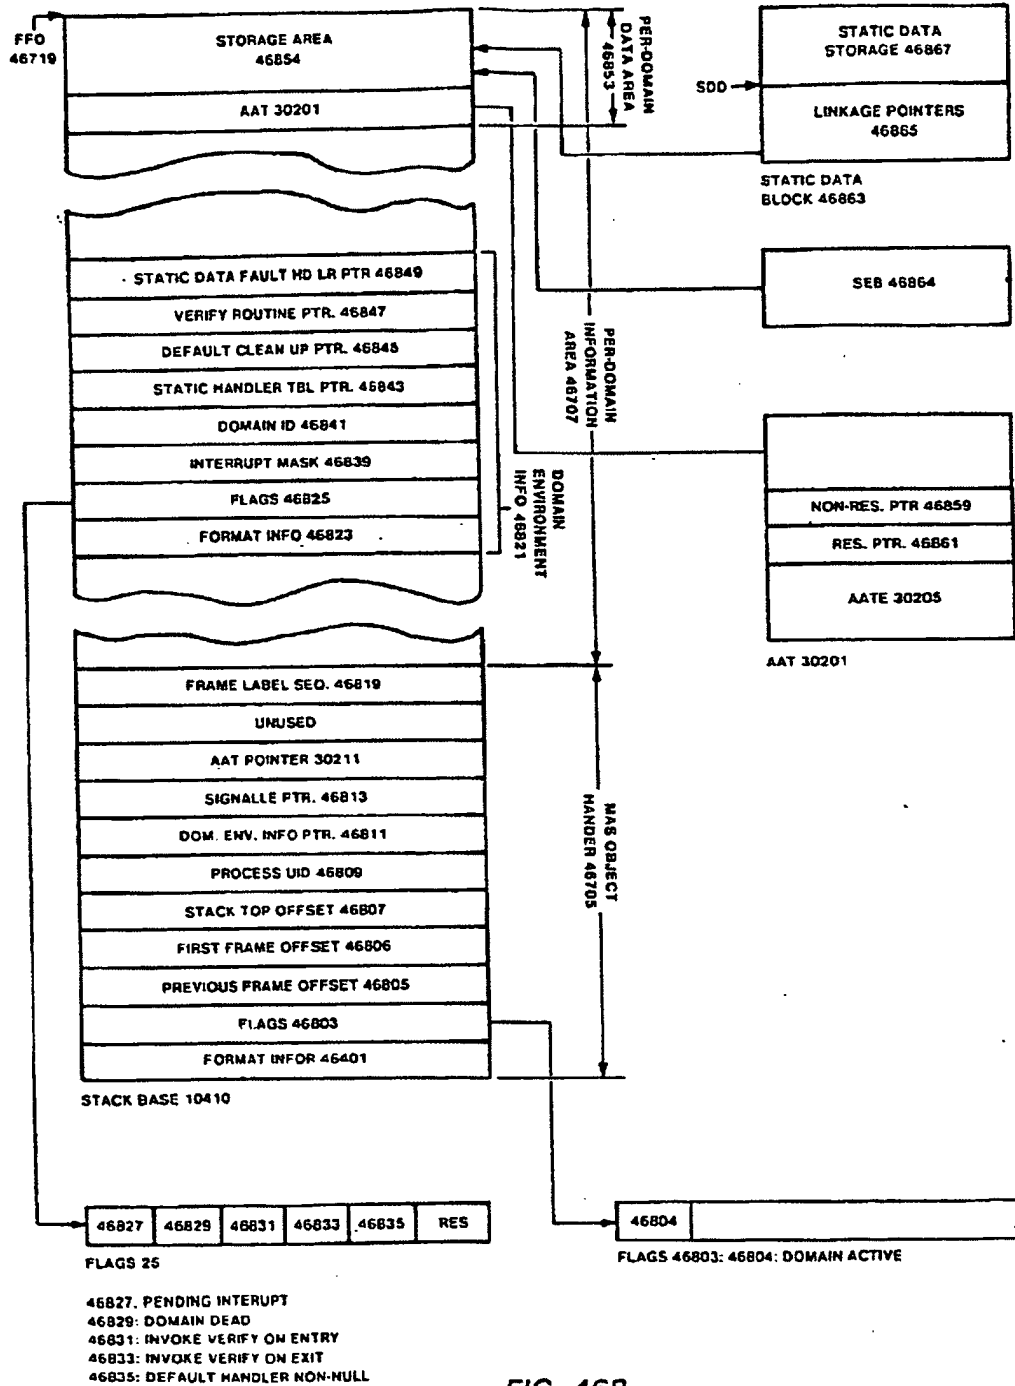 FFO
46719
STORAGE AREA
46854
AAT 30201
PER-DOMAIN
DATA AREA
46853
STATIC DATA
STORAGE 46867
SDD
LINKAGE POINTERS
46865
STATIC DATA
BLOCK 46863
STATIC DATA FAULT HD LR PTR 46849
VERIFY ROUTINE PTR. 46847
DEFAULT CLEAN UP PTR. 46845
STATIC HANDLER TBL PTR. 46843
DOMAIN ID 46841
INTERRUPT MASK 46839
FLAGS 46825
FORMAT INFO 46823
DOMAIN
ENVIRONMENT
INFO 46821
PER-DOMAIN
INFORMATION
AREA 46707
SEB 46864
NON-RES. PTR 46859
RES. PTR. 46861
AATE 30205
AAT 30201
FRAME LABEL SEQ. 46819
UNUSED
AAT POINTER 30211
SIGNALLE PTR. 46813
DOM. ENV. INFO PTR. 46811
PROCESS UID 46809
STACK TOP OFFSET 46807
FIRST FRAME OFFSET 46806
PREVIOUS FRAME OFFSET 46805
FLAGS 46803
FORMAT INFOR 46401
MAS OBJECT
HANDER 46705
STACK BASE 10410
46827 46829 46831 46833 46835 RES
FLAGS 25
46804
FLAGS 46803: 46804: DOMAIN ACTIVE
46827. PENDING INTERUPT
46829: DOMAIN DEAD
46831: INVOKE VERIFY ON ENTRY
46833: INVOKE VERIFY ON EXIT
46835: DEFAULT HANDLER NON-NULL